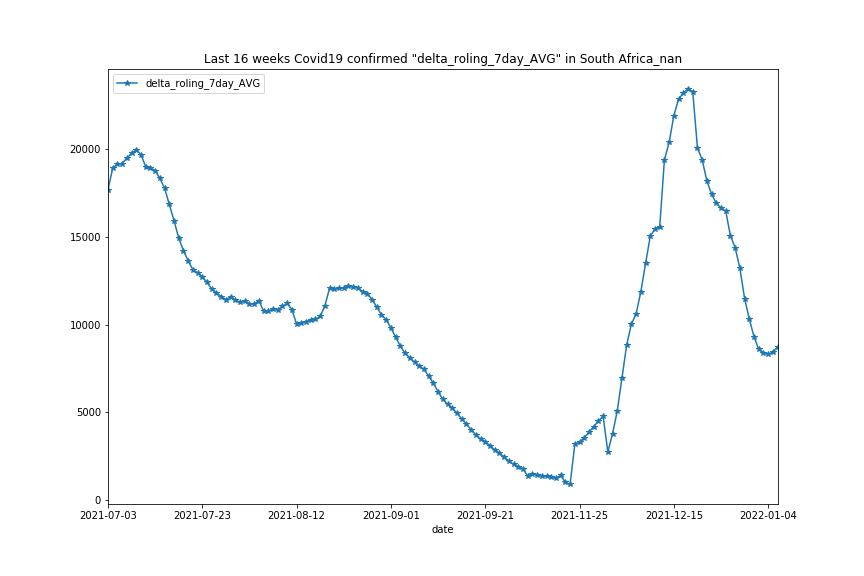 Last 16 weeks Covid19 confirmed "delta_roling_7day_AVG" in South Africa_nan
delta_roling_7day_AVG
20000
15000
10000
5000
0
2021-07-03 2021-07-23 2021-08-12 2021-09-01 2021-09-21 2021-11-25 2021-12-15 2022-01-04
date